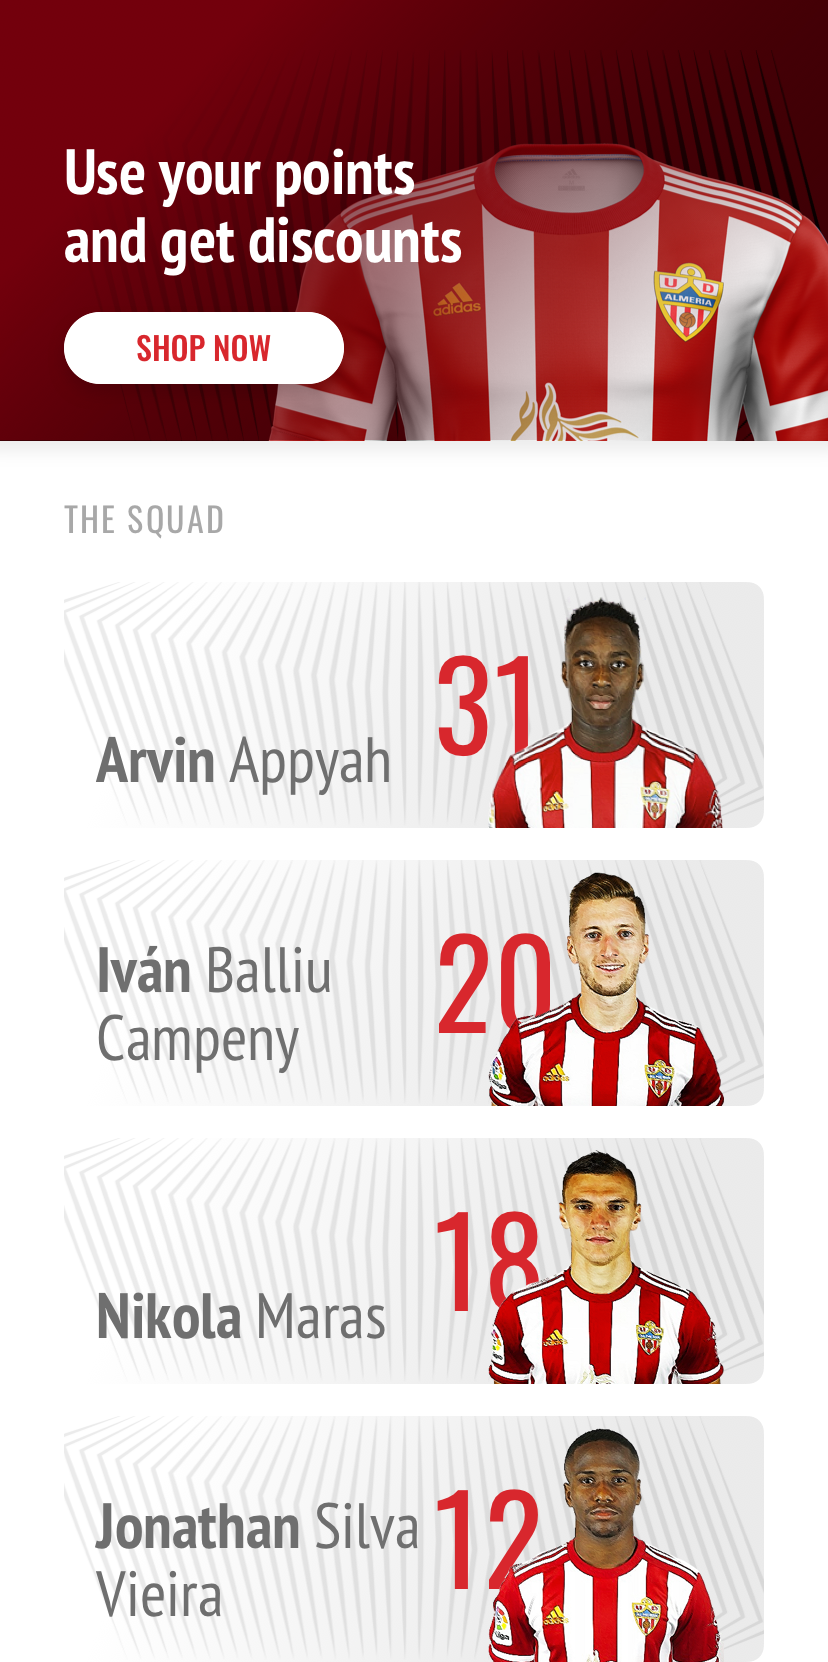 Use your points
and get discounts
SHOP NOW
adidas
U D
ALMERIA
THE SQUAD
31
Arvin Appyah
20
Iván Balliu
Campeny
18
Nikola Maras
12
Jonathan Silva
Vieira